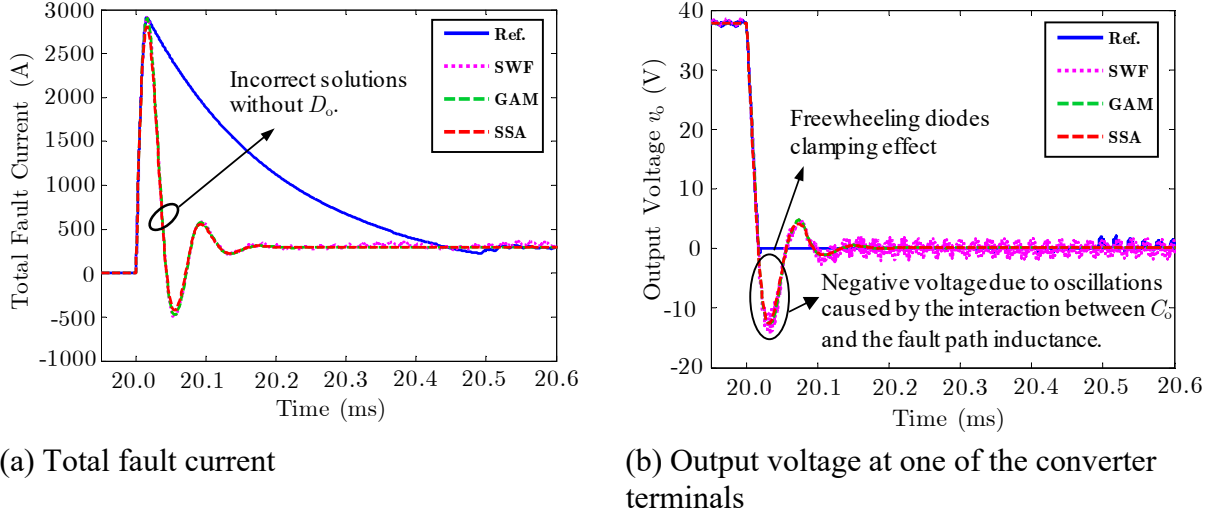 Total Fault Current (A)
3000
2500
2000
1500
1000
500
0
-500
-1000
Ref.
SWF
GAM
SSA
Incorrect solutions
without Dₒ.
20.0 20.1 20.2 20.3 20.4 20.5 20.6
Time (ms)
(a) Total fault current
Output Voltage vₒ (V)
40
30
20
10
0
-10
-20
Ref.
SWF
GAM
SSA
Freewheeling diodes
clamping effect
Negative voltage due to oscillations
caused by the interaction between Cₒ
and the fault path inductance.
20.0 20.1 20.2 20.3 20.4 20.5 20.6
Time (ms)
(b) Output voltage at one of the converter
terminals